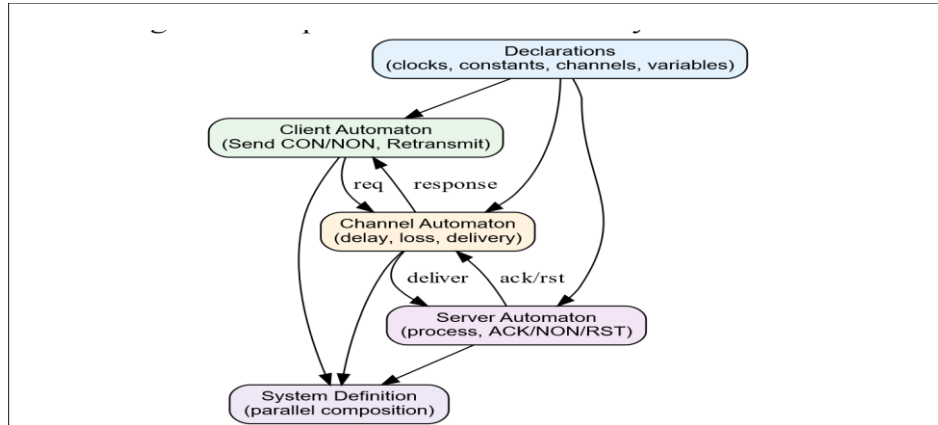 Declarations
(clocks, constants, channels, variables)
Client Automaton
(Send CON/NON, Retransmit)
req
response
Channel Automaton
(delay, loss, delivery)
deliver
ack/rst
Server Automaton
(process, ACK/NON/RST)
System Definition
(parallel composition)